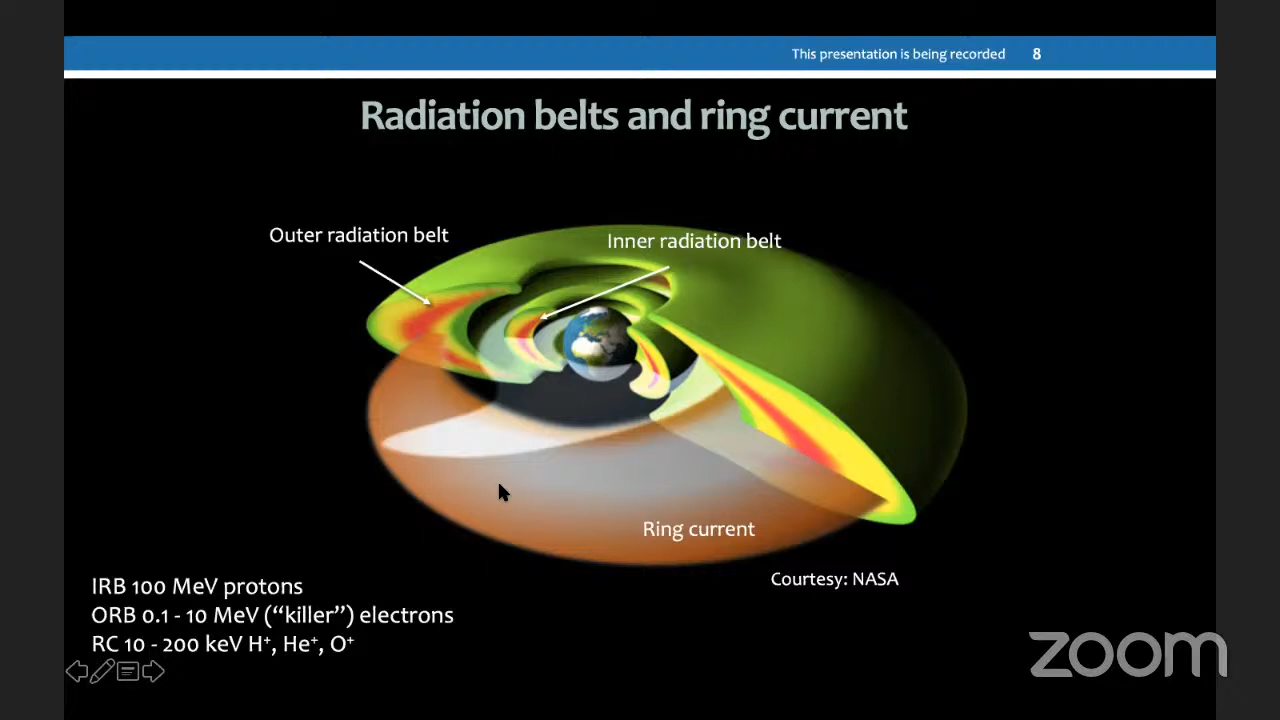 This presentation is being recorded 8
Radiation belts and ring current
Outer radiation belt
Inner radiation belt
Ring current
Courtesy: NASA
IRB 100 MeV protons
ORB 0.1 - 10 MeV (“killer”) electrons
RC 10 - 200 keV H⁺, He⁺, O⁺
zoom